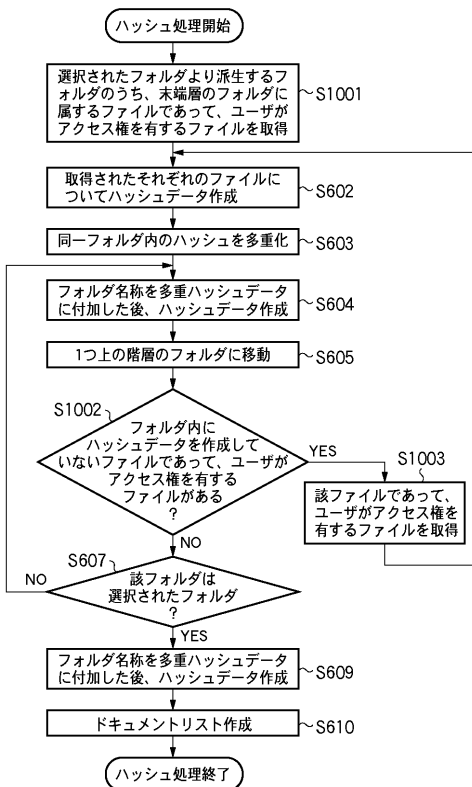 ハッシュ処理開始
選択されたフォルダより派生するフ
ォルダのうち、末端層のフォルダに
属するファイルであって、ユーザが
アクセス権を有するファイルを取得
S1001
取得されたそれぞれのファイルに
ついてハッシュデータ作成
S602
同一フォルダ内のハッシュを多重化
S603
フォルダ名称を多重ハッシュデータ
に付加した後、ハッシュデータ作成
S604
1つ上の階層のフォルダに移動
S605
S1002
フォルダ内に
ハッシュデータを作成して
いないファイルであって、ユーザが
アクセス権を有する
ファイルがある
?
YES
S1003
該ファイルであって、
ユーザがアクセス権を
有するファイルを取得
NO
S607
NO
該フォルダは
選択されたフォルダ
?
YES
フォルダ名称を多重ハッシュデータ
に付加した後、ハッシュデータ作成
S609
ドキュメントリスト作成
S610
ハッシュ処理終了